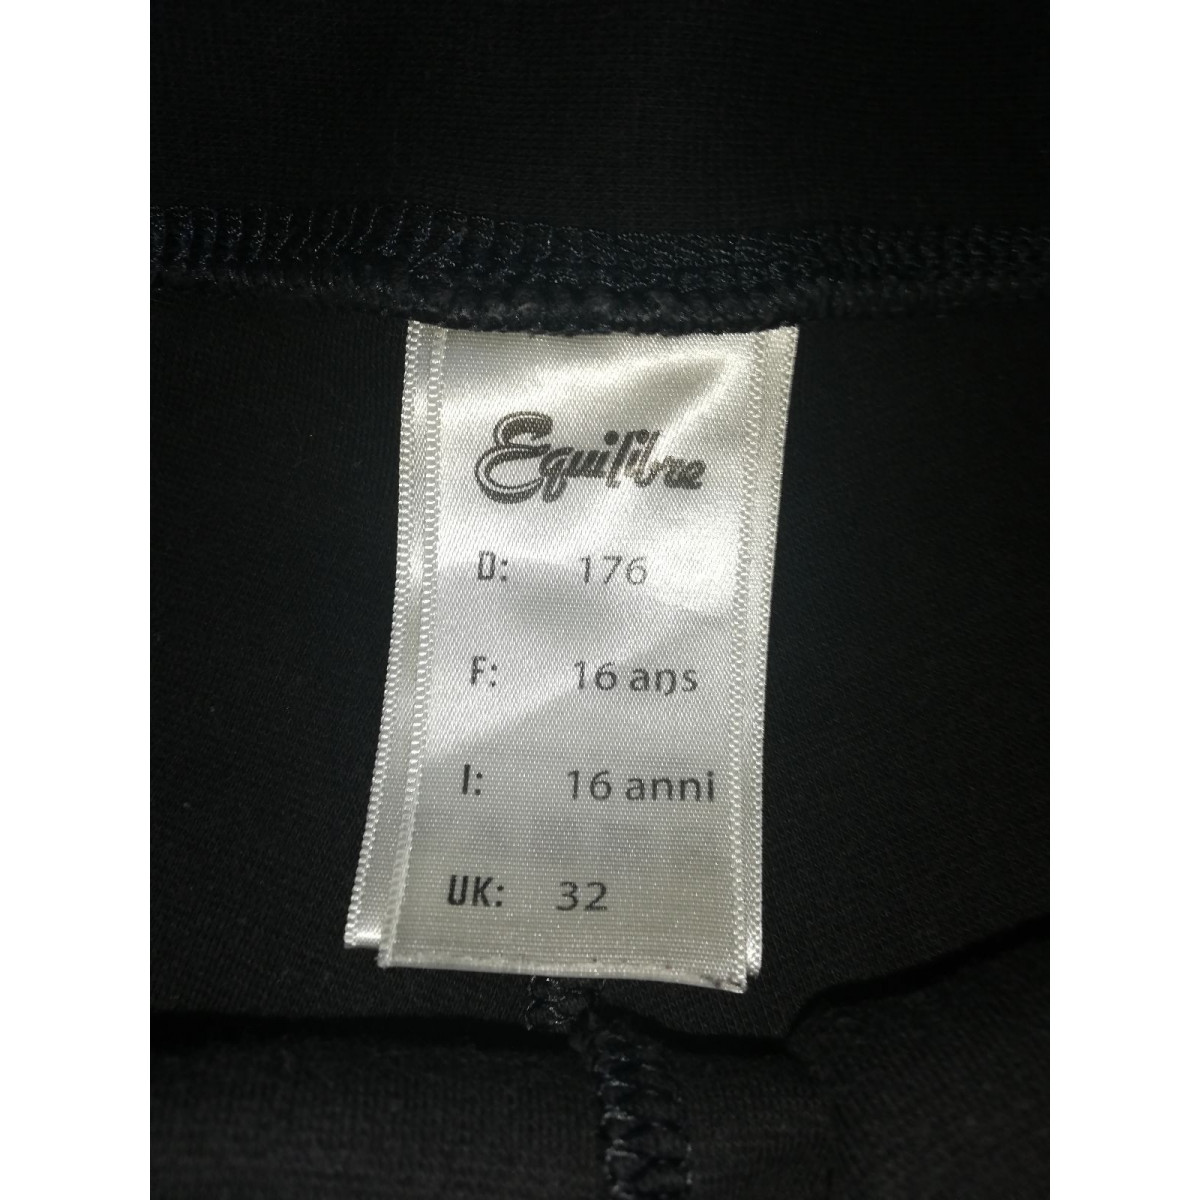 Equilibre
D: 176
F: 16 ans
I: 16 anni
UK: 32